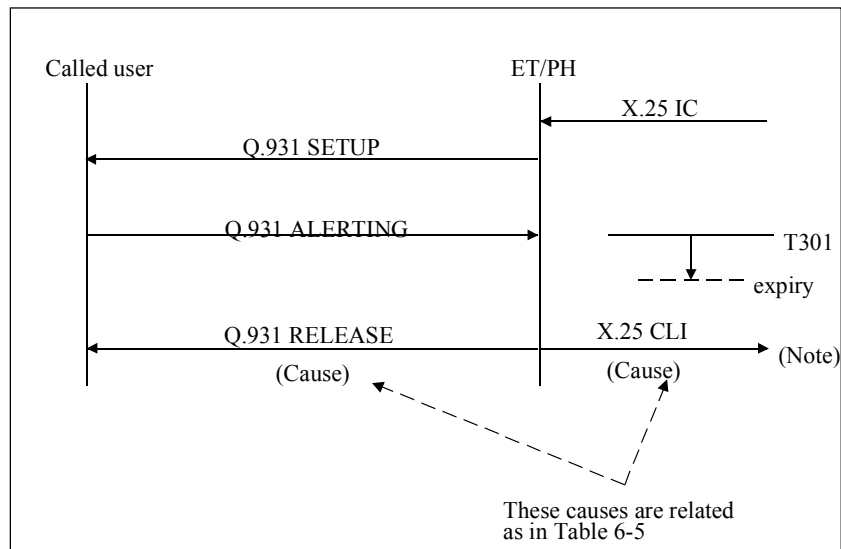 Called user
ET/PH
X.25 IC
Q.931 SETUP
Q.931 ALERTING
T301
expiry
Q.931 RELEASE
X.25 CLI
(Note)
(Cause)
(Cause)
These causes are related
as in Table 6-5